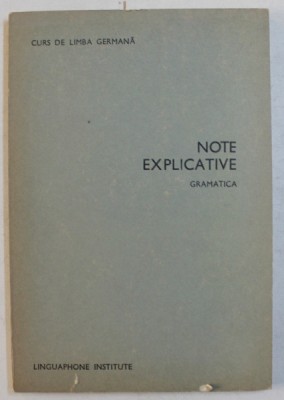 CURS DE LIMBA GERMANĂ
NOTE
EXPLICATIVE
GRAMATICA
LINGUAPHONE INSTITUTE